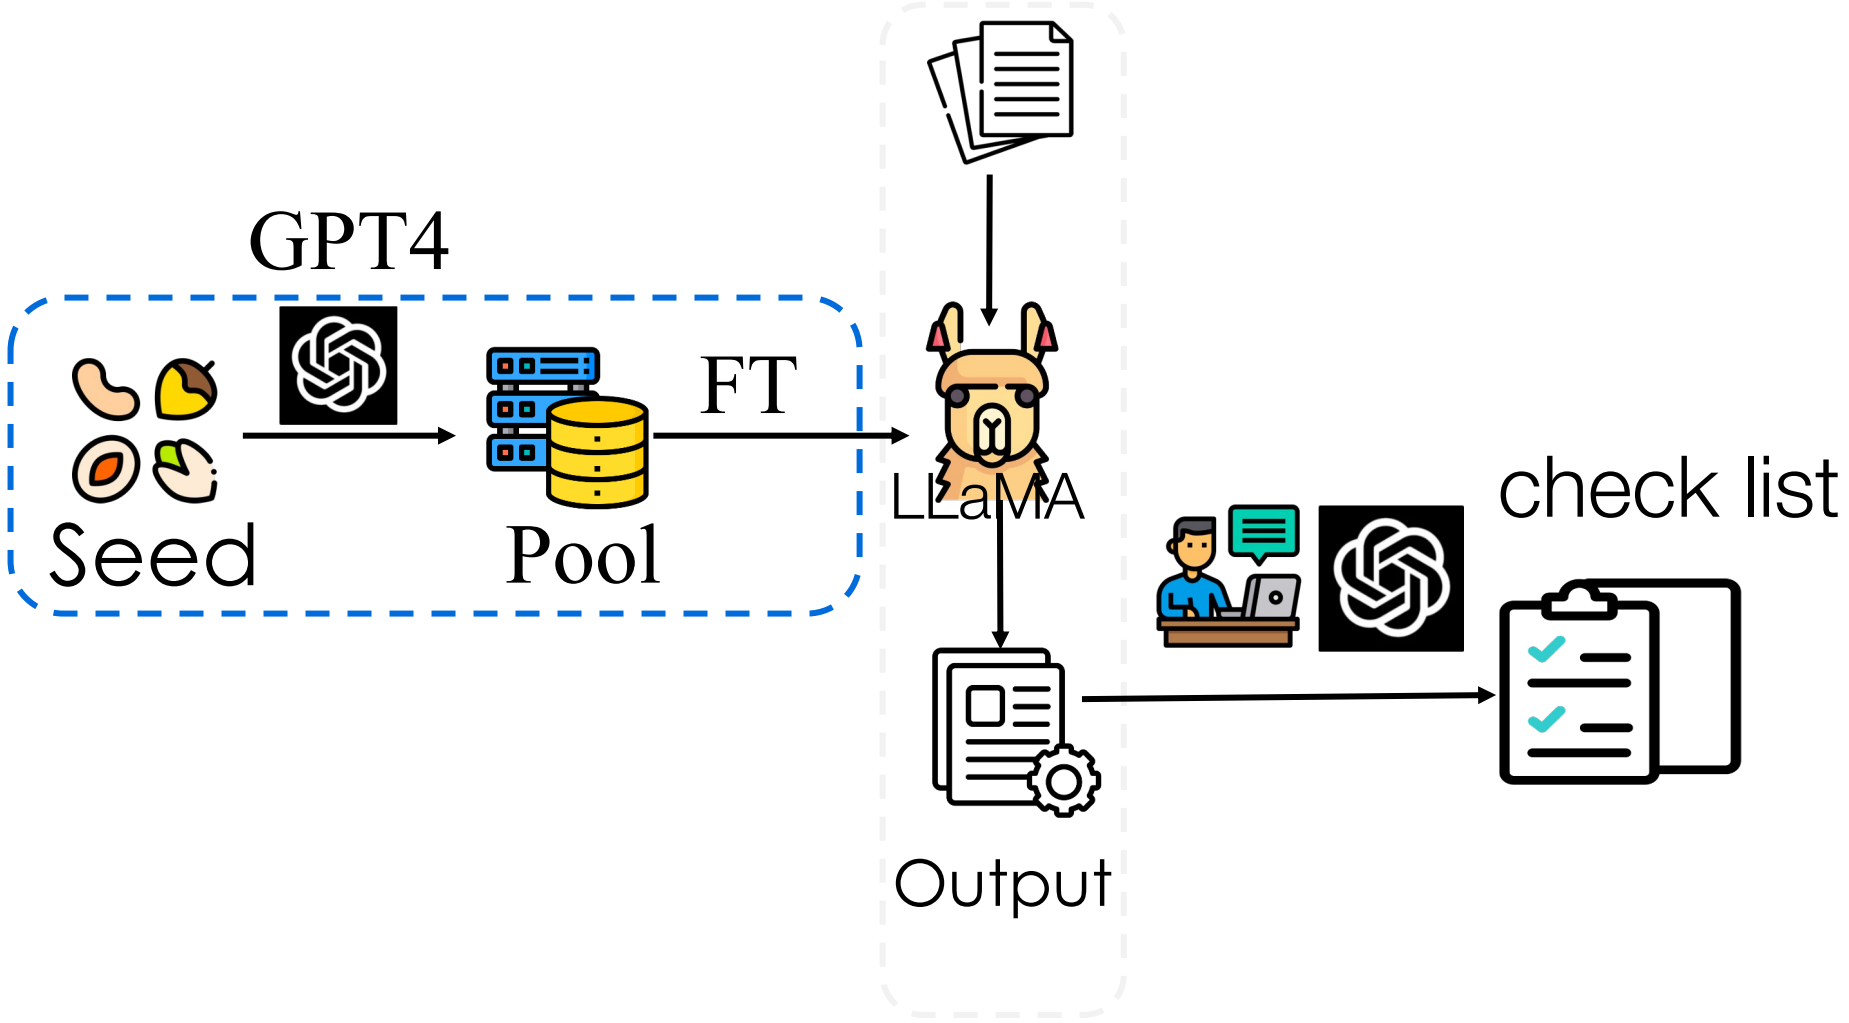 GPT4
FT
Seed
Pool
LLaMA
check list
Output